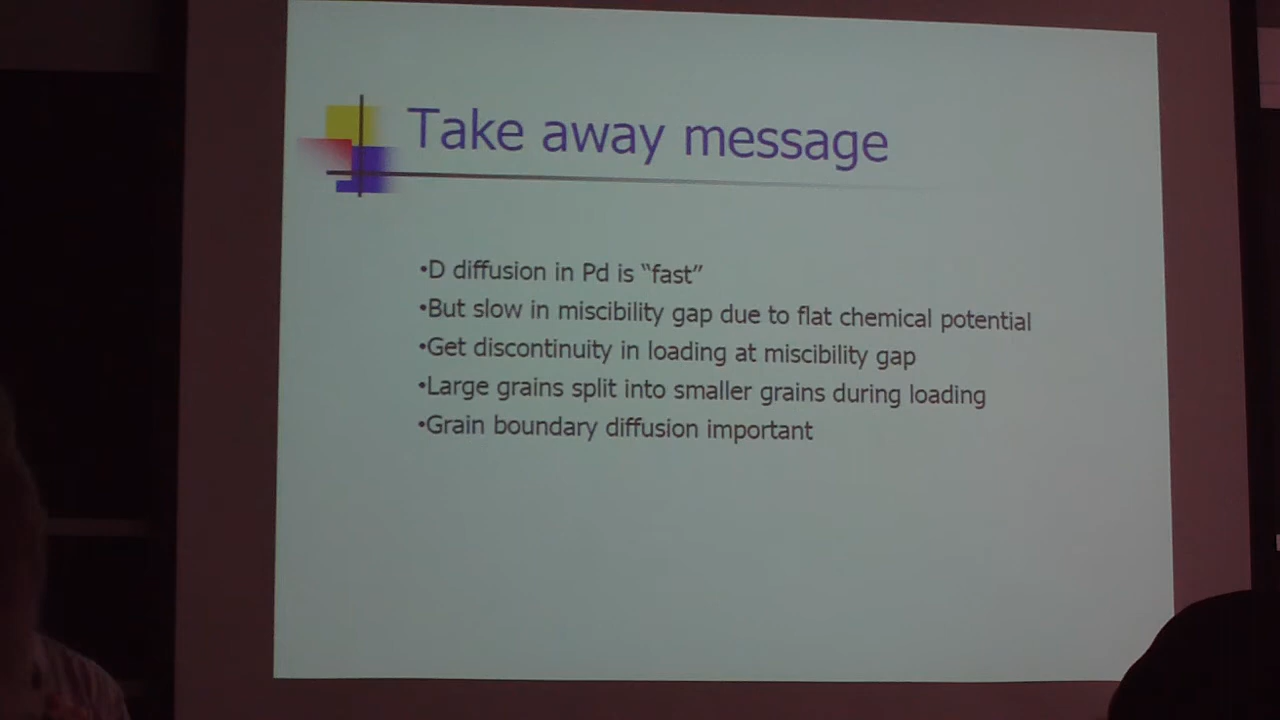 Take away message
•D diffusion in Pd is “fast”
•But slow in miscibility gap due to flat chemical potential
•Get discontinuity in loading at miscibility gap
•Large grains split into smaller grains during loading
•Grain boundary diffusion important